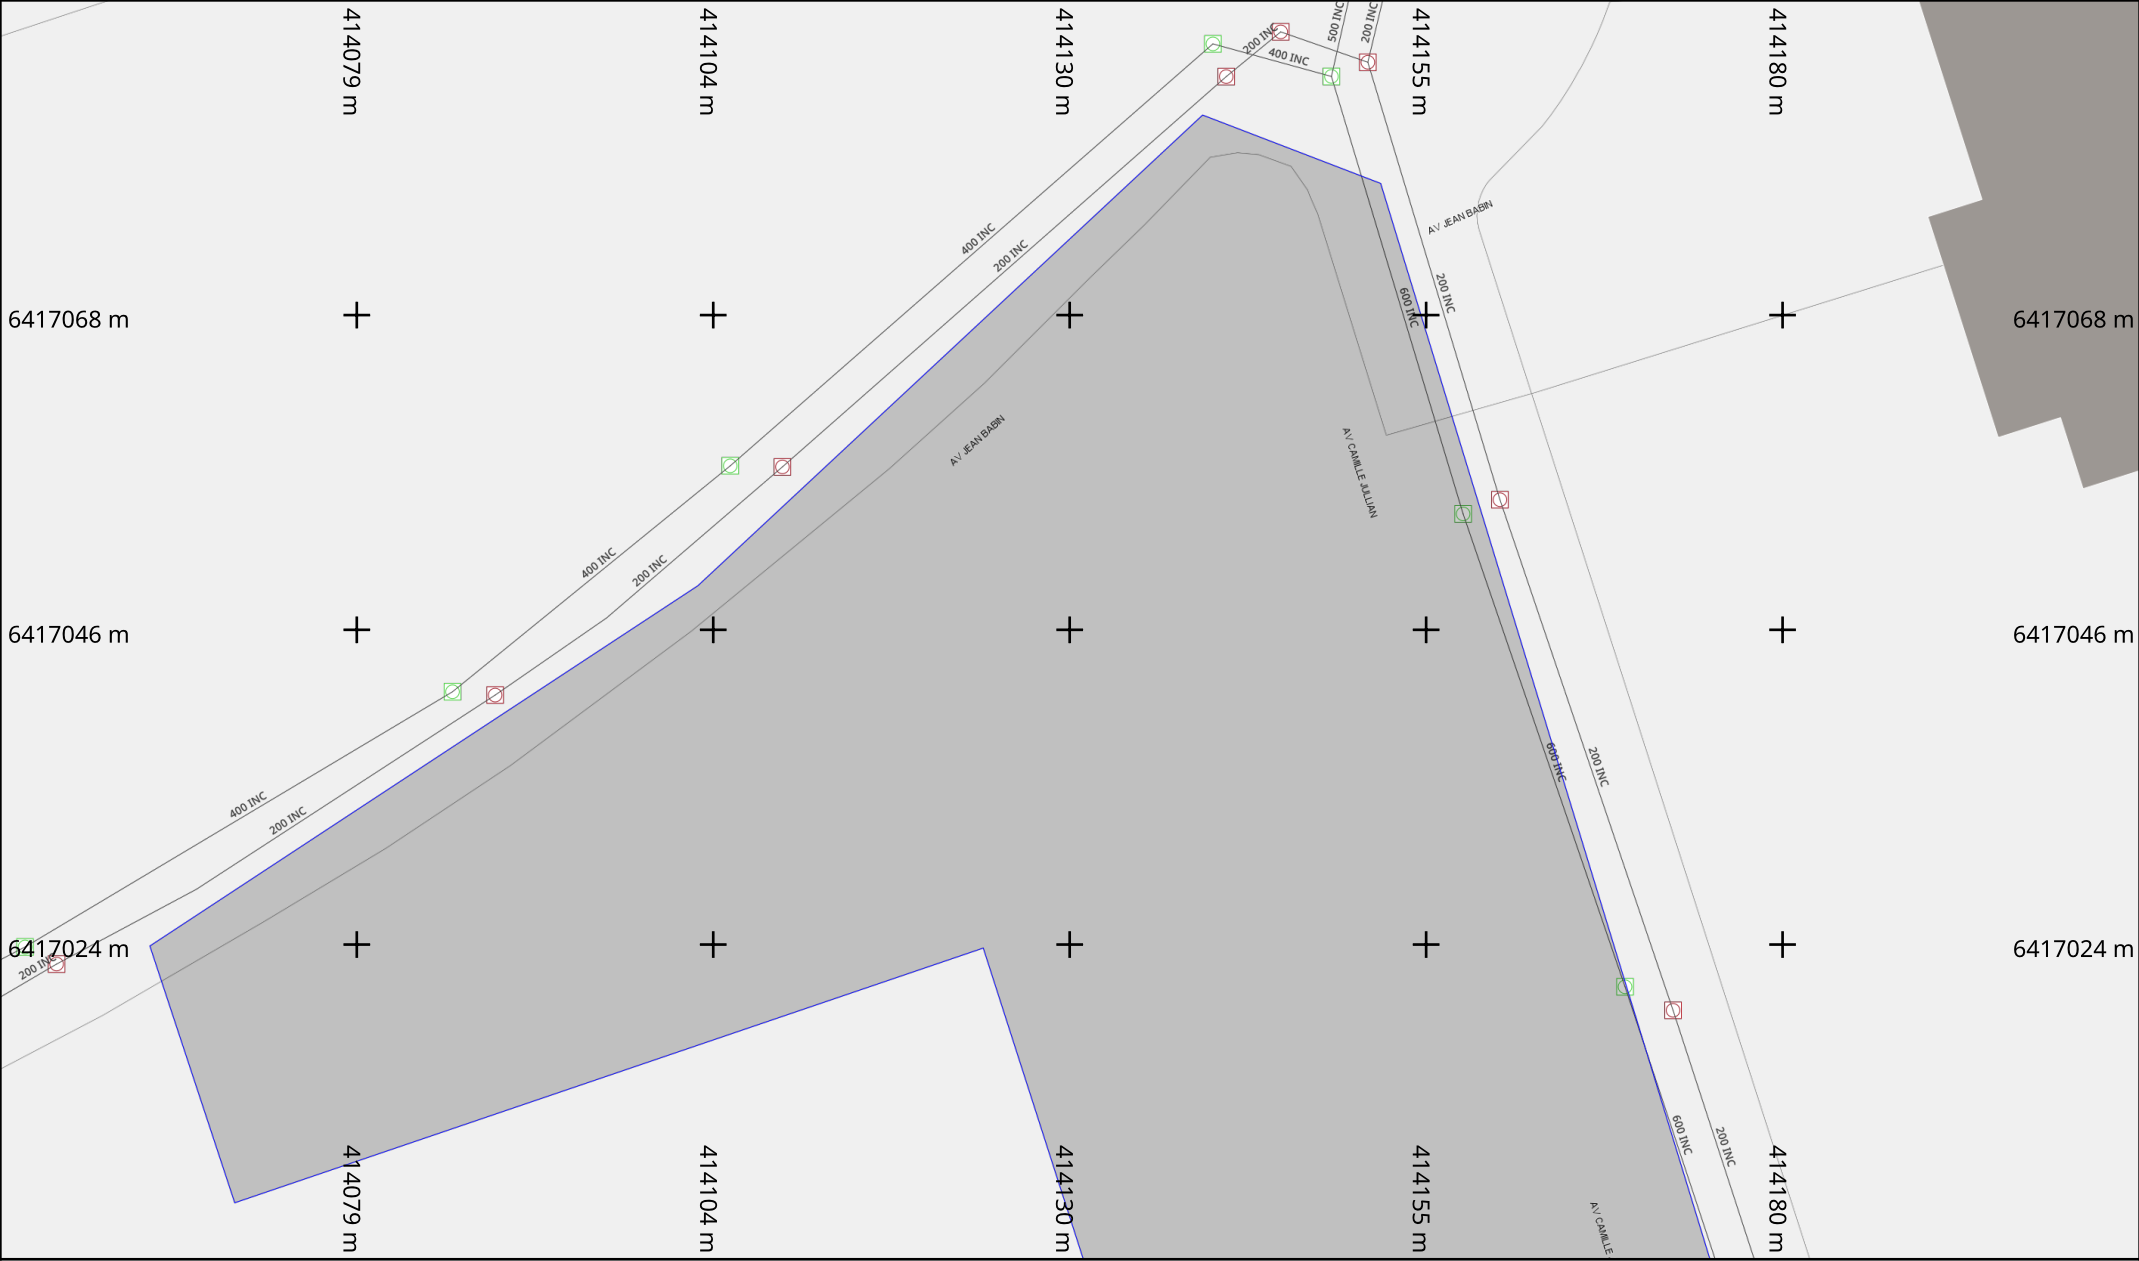 414079 m
414104 m
414130 m
414155 m
414180 m
200 INC
400 INC
500 INC
200 INC
AV JEAN BABIN
400 INC
200 INC
600 INC
200 INC
6417068 m
6417068 m
AV JEAN BABIN
AV CAMILLE JULLIAN
400 INC
200 INC
6417046 m
6417046 m
600 INC
200 INC
400 INC
200 INC
6417024 m
6417024 m
200 INC
600 INC
200 INC
AV CAMILLE
414079 m
414104 m
414130 m
414155 m
414180 m